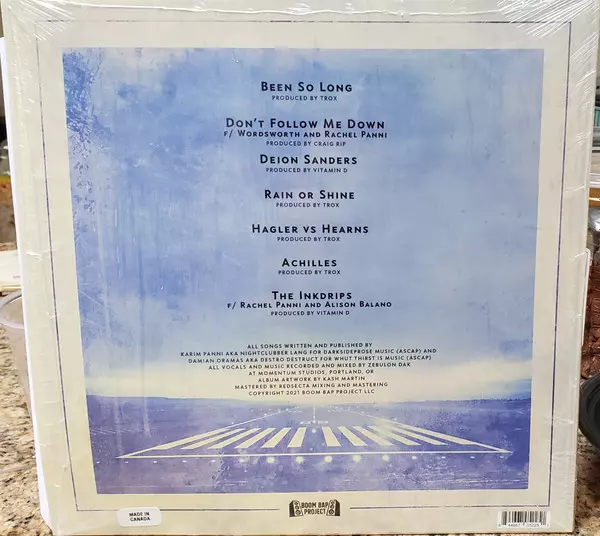 BEEN SO LONG
PRODUCED BY TROX
DON'T FOLLOW ME DOWN
F/ WORDSWORTH AND RACHEL PANNI
PRODUCED BY CRAIG RIP
DEION SANDERS
PRODUCED BY VITAMIN D
RAIN OR SHINE
PRODUCED BY TROX
HAGLER VS HEARNS
PRODUCED BY TROX
ACHILLES
PRODUCED BY TROX
THE INKDRIPS
F/ RACHEL PANNI AND ALISON BALANO
PRODUCED BY VITAMIN D
ALL SONGS WRITTEN AND PUBLISHED BY
KARIM PANNI AKA NIGHTCLUBBER LANG FOR DARKSIDEPROSE MUSIC (ASCAP) AND
DAMIAN ORAMAS AKA DESTRO DESTRUCT FOR WHUT THIRST IS MUSIC (ASCAP)
ALL VOCALS AND MUSIC RECORDED AND MIXED BY ZEBULON DAK
AT MOMENTUM STUDIOS, PORTLAND, OR
ALBUM ARTWORK BY KASH MARTIN
MASTERED BY REDSECTA MIXING AND MASTERING
COPYRIGHT 2021 BOOM BAP PROJECT LLC
BOOM BAP
PROJECT
MADE IN
CANADA